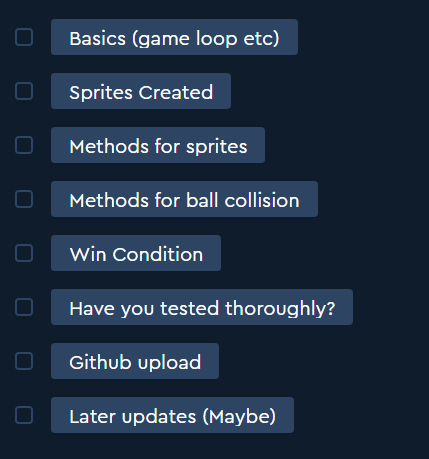 Basics (game loop etc)
Sprites Created
Methods for sprites
Methods for ball collision
Win Condition
Have you tested thoroughly?
Github upload
Later updates (Maybe)